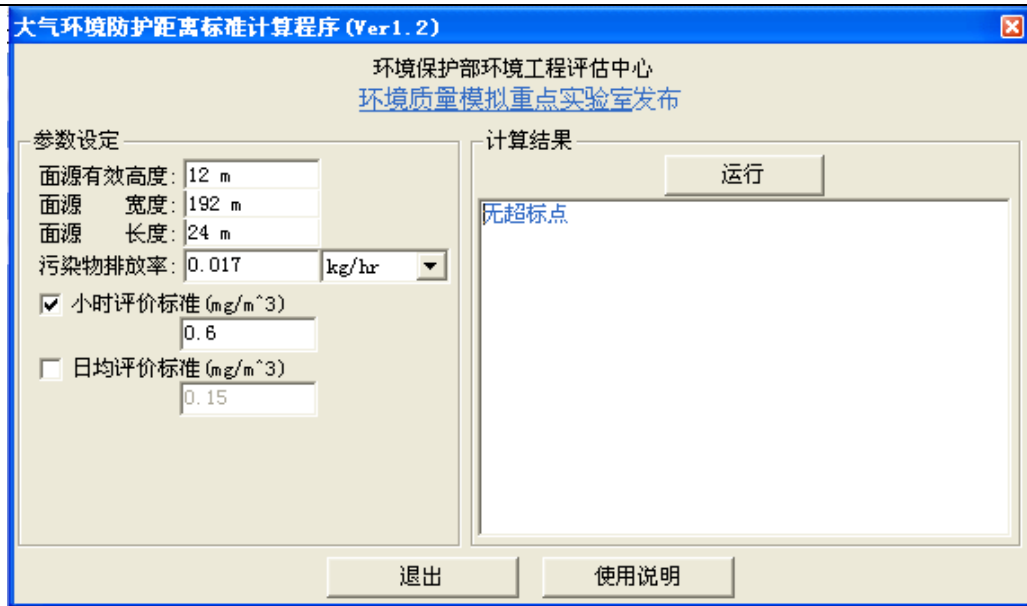 大气环境防护距离标准计算程序(Ver1.2)
环境保护部环境工程评估中心
环境质量模拟重点实验室发布
参数设定
面源有效高度: 12 m
面源 宽度: 192 m
面源 长度: 24 m
污染物排放率: 0.017 kg/hr
小时评价标准(mg/m^3)
0.6
日均评价标准(mg/m^3)
0.15
计算结果
运行
无超标点
退出 使用说明